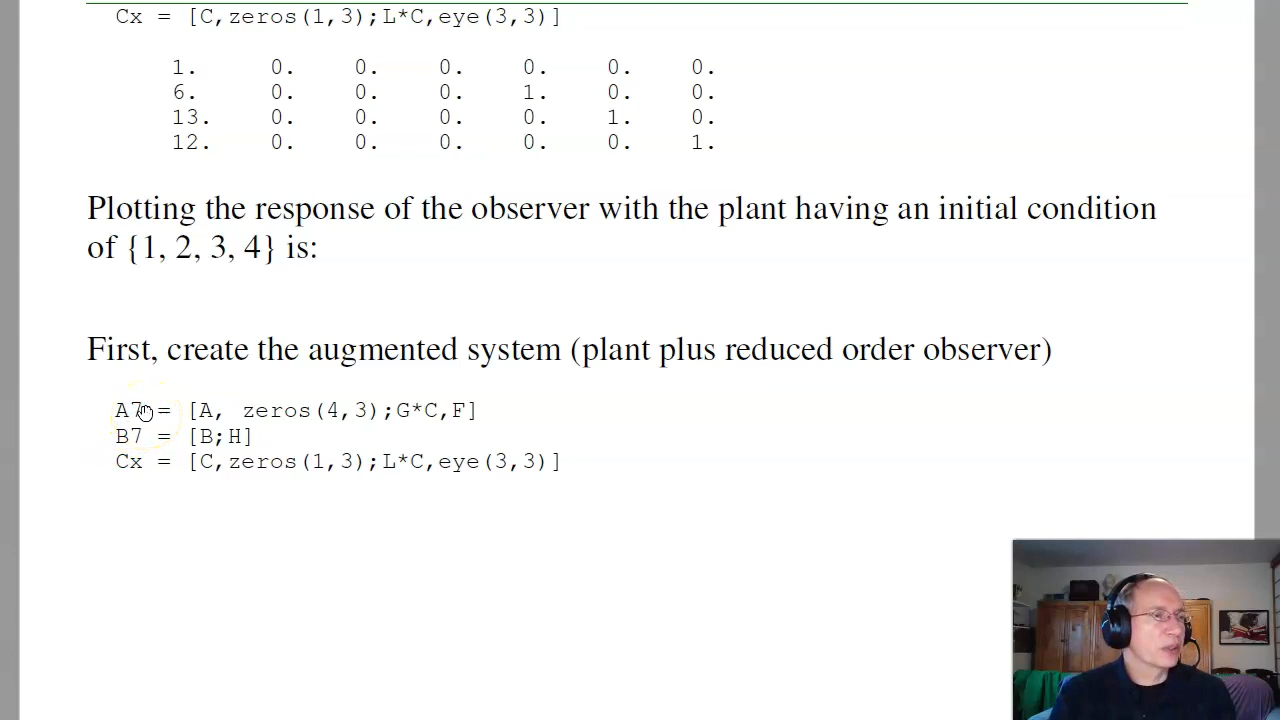 Cx = [C,zeros(1,3);L*C,eye(3,3)]
1. 0. 0. 0. 0. 0. 0.
6. 0. 0. 0. 1. 0. 0.
13. 0. 0. 0. 0. 1. 0.
12. 0. 0. 0. 0. 0. 1.
Plotting the response of the observer with the plant having an initial condition
of {1, 2, 3, 4} is:
First, create the augmented system (plant plus reduced order observer)
A7 = [A, zeros(4,3);G*C,F]
B7 = [B;H]
Cx = [C,zeros(1,3);L*C,eye(3,3)]